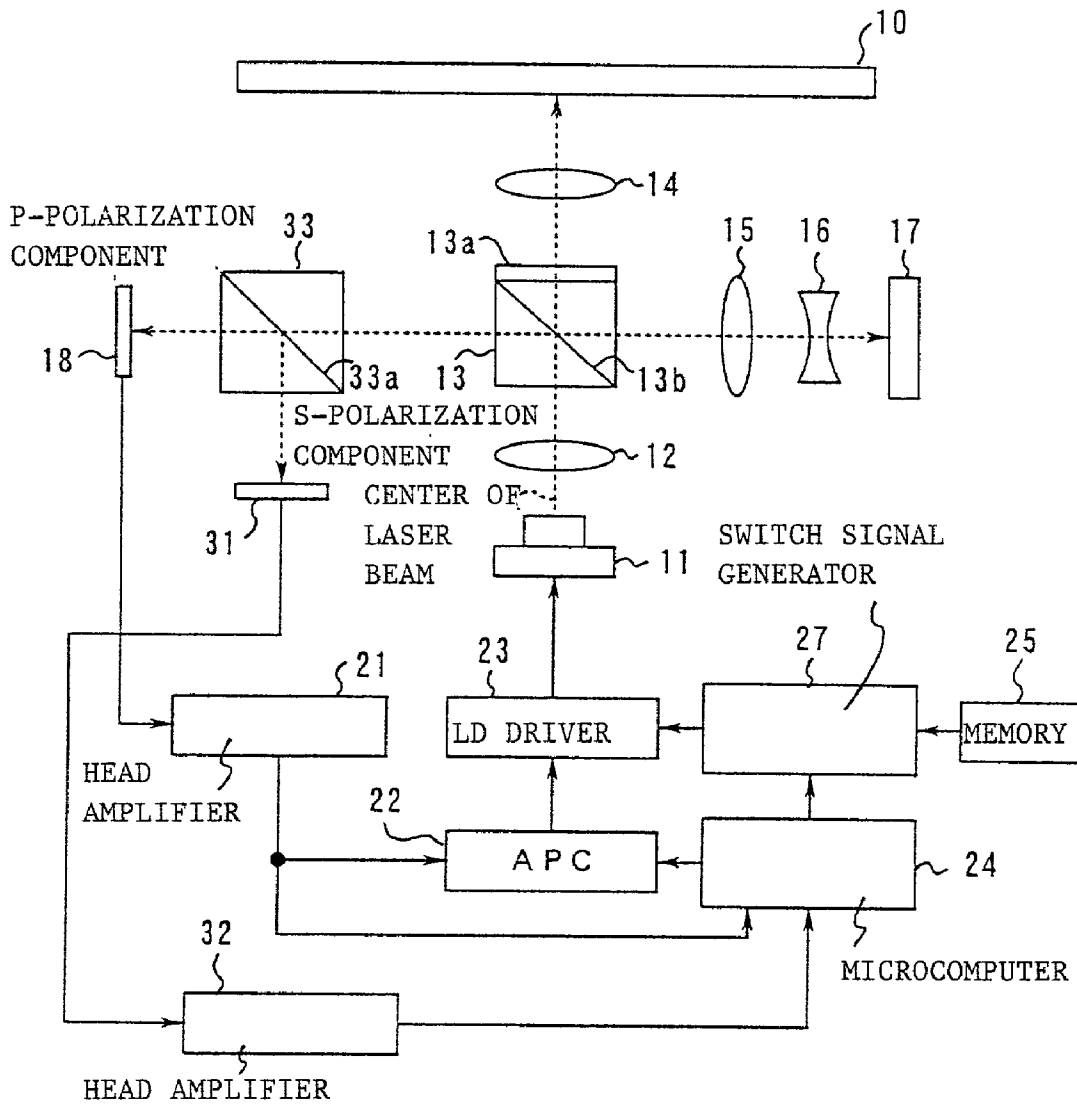 10
14
P-POLARIZATION
COMPONENT
33
13a
15
16
17
18
33a
13
13b
S-POLARIZATION
COMPONENT
12
31
CENTER OF
LASER
BEAM
11
SWITCH SIGNAL
GENERATOR
21
23
27
25
LD DRIVER
MEMORY
HEAD
AMPLIFIER
22
APC
24
32
MICROCOMPUTER
HEAD AMPLIFIER